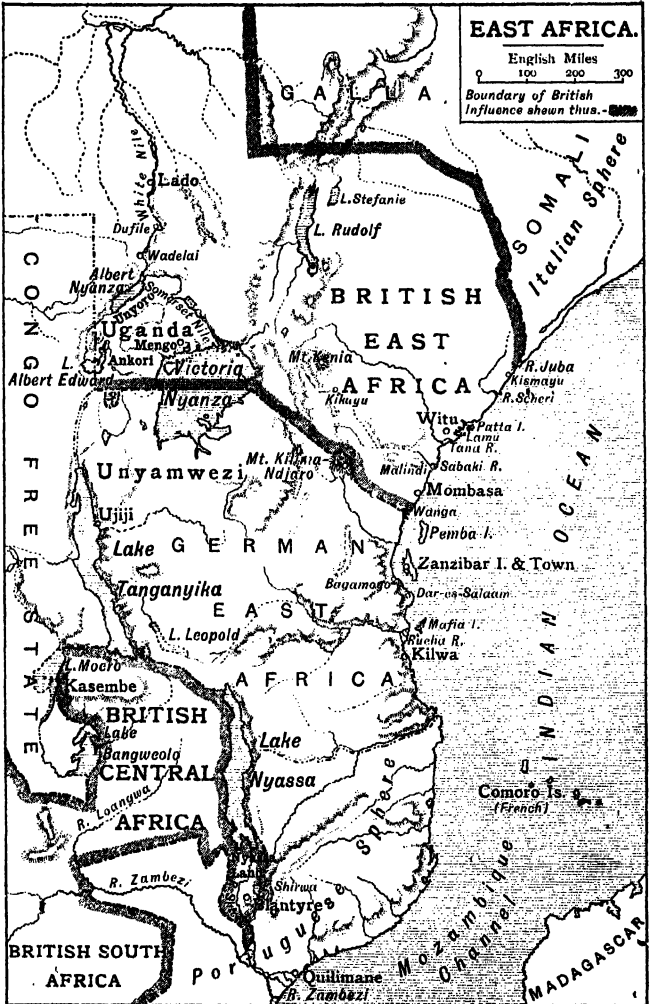 EAST AFRICA.
English Miles
0 100 200 300
Boundary of British
Influence shewn thus.-
GALLA
SOMALI
Italian Sphere
White Nile
Lado
L. Stefanie
L. Rudolf
Dufile
Wadelai
Albert
Nyanza
Unyoro
Somerset Nile
BRITISH
EAST
AFRICA
CONGO FREE STATE
Uganda
Mengo
Ankori
L.
Albert Edward
Victoria
Nyanza
Mt. Kenia
Kikuyu
R. Juba
Kismayu
Witu
Patta I.
Lamu
Tana R.
Unyamwezi
Mt. Kilima-
Ndjaro
Malindi
Sabaki R.
Mombasa
Wanga
Pemba I.
Ujiji
Lake
Tanganyika
GERMAN
EAST
AFRICA
Zanzibar I. & Town
Bagamoyo
Dar-es-Salaam
Mafia I.
L. Leopold
Kilwa
INDIAN OCEAN
L. Moero
Kasembe
BRITISH
CENTRAL
AFRICA
Lake
Bangweolo
Lake
Nyassa
R. Loangwa
Comoro Is.
(French)
R. Zambezi
Shirwa
Blantyre
Portuguese Sphere
Mozambique
Channel
BRITISH SOUTH
AFRICA
Quilimane
R. Zambezi
MADAGASCAR